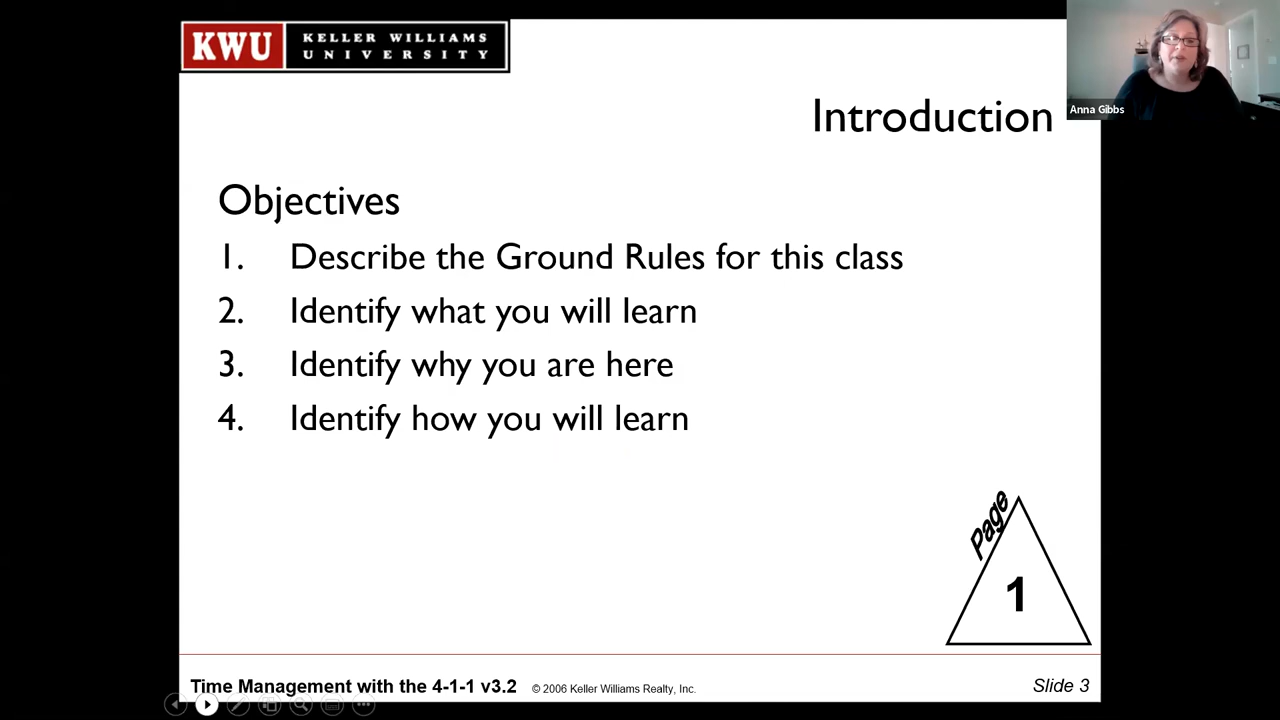 KWU KELLER WILLIAMS
UNIVERSITY
Anna Gibbs
Introduction
Objectives
1. Describe the Ground Rules for this class
2. Identify what you will learn
3. Identify why you are here
4. Identify how you will learn
Page
1
Time Management with the 4-1-1 v3.2 © 2006 Keller Williams Realty, Inc. Slide 3